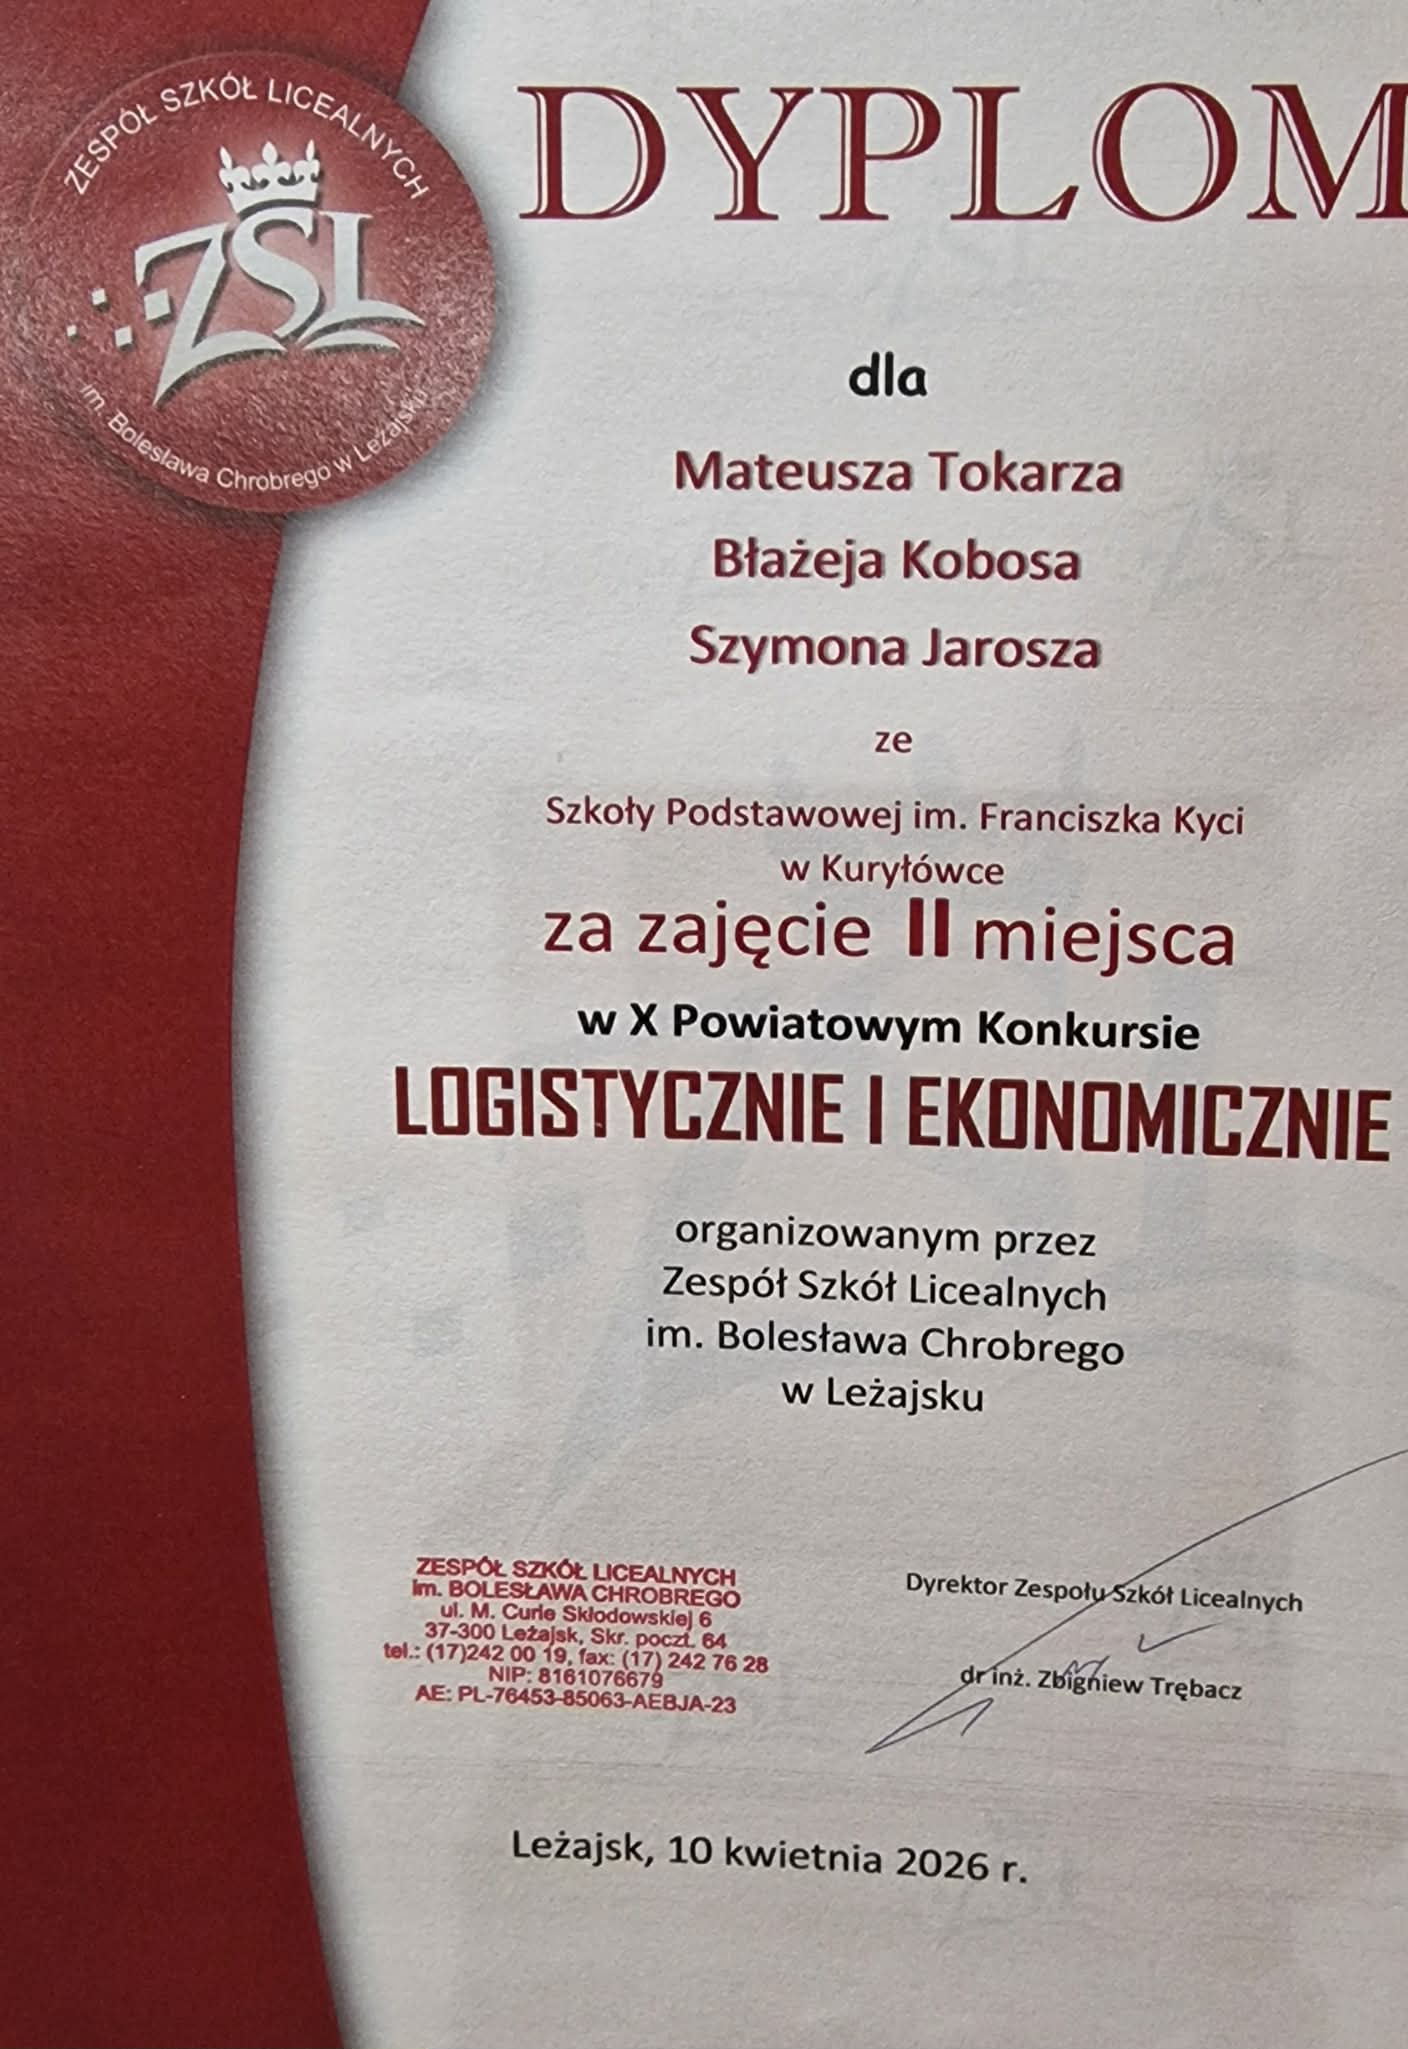 ZESPÓŁ SZKÓŁ LICEALNYCH
ZSL
im. Bolesława Chrobrego w Leżajsku
DYPLOM
dla
Mateusza Tokarza
Błażeja Kobosa
Szymona Jarosza
ze
Szkoły Podstawowej im. Franciszka Kyci
w Kuryłówce
za zajęcie II miejsca
w X Powiatowym Konkursie
LOGISTYCZNIE I EKONOMICZNIE
organizowanym przez
Zespół Szkół Licealnych
im. Bolesława Chrobrego
w Leżajsku
ZESPÓŁ SZKÓŁ LICEALNYCH
im. BOLESŁAWA CHROBREGO
ul. M. Curie Skłodowskiej 6
37-300 Leżajsk, Skr. poczt. 64
tel.: (17)242 00 19, fax: (17) 242 76 28
NIP: 8161076679
AE: PL-76453-85063-AEBJA-23
Dyrektor Zespołu Szkół Licealnych
dr inż. Zbigniew Trębacz
Leżajsk, 10 kwietnia 2026 r.